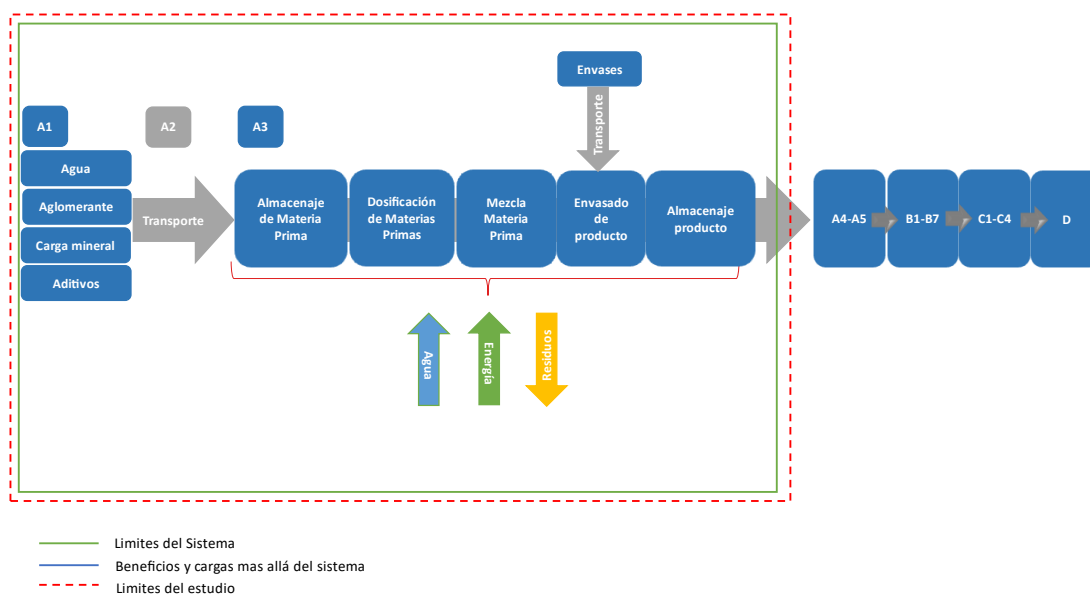 Envases
Transporte
A1
A2
A3
Agua
Aglomerante
Carga mineral
Aditivos
Transporte
Almacenaje
de Materia
Prima
Dosificación
de Materias
Primas
Mezcla
Materia
Prima
Envasado
de
producto
Almacenaje
producto
A4-A5
B1-B7
C1-C4
D
Agua
Energía
Residuos
Limites del Sistema
Beneficios y cargas mas allá del sistema
Limites del estudio